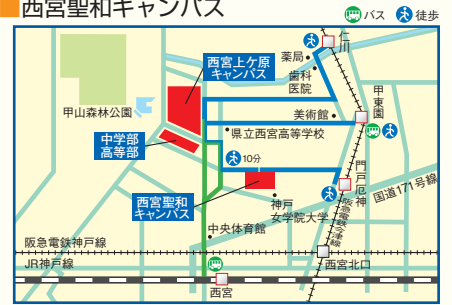 西宮聖和キャンパス
バス
徒歩
仁川
薬局
歯科
医院
西宮上ケ原
キャンパス
甲山森林公園
美術館
甲東園
県立西宮高等学校
中学部
高等部
10分
門戸厄神
国道171号線
西宮聖和
キャンパス
神戸
女学院大学
阪急電鉄今津線
中央体育館
阪急電鉄神戸線
西宮北口
JR神戸線
西宮